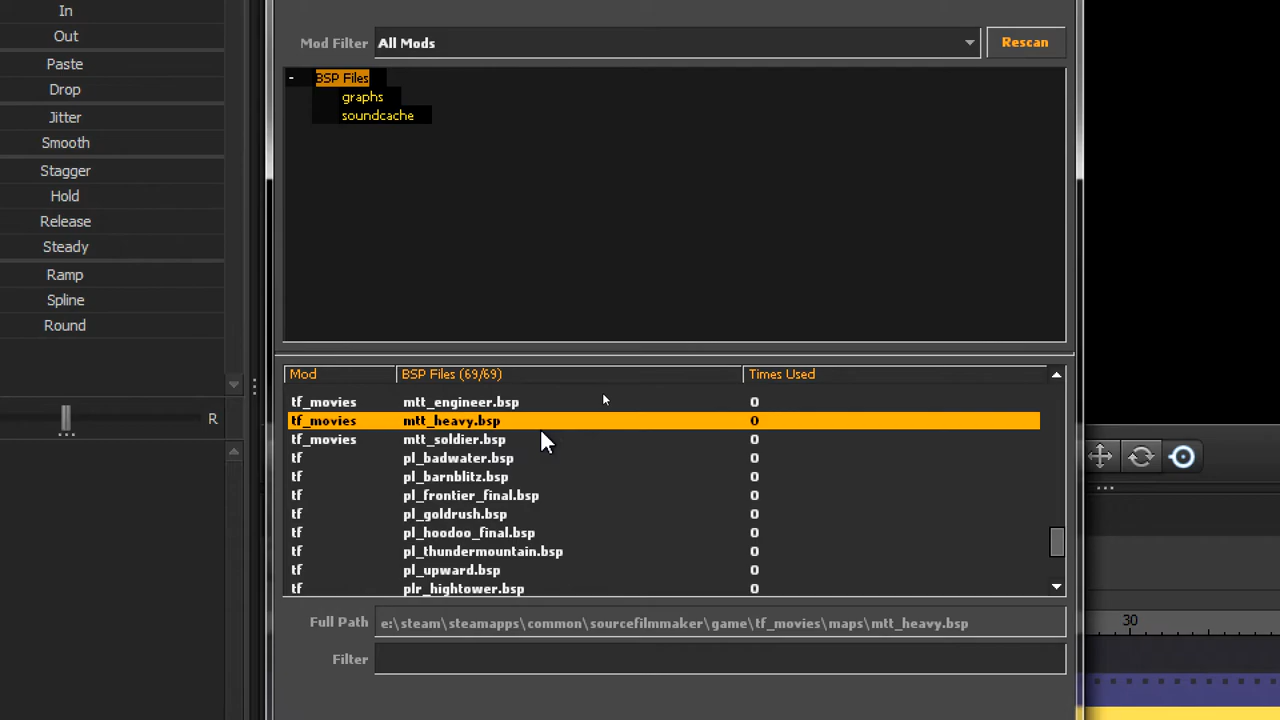 In
Out
Paste
Drop
Jitter
Smooth
Stagger
Hold
Release
Steady
Ramp
Spline
Round
R
Mod Filter All Mods Rescan
- BSP Files
graphs
soundcache
Mod BSP Files (69/69) Times Used
tf_movies mtt_engineer.bsp 0
tf_movies mtt_heavy.bsp 0
tf_movies mtt_soldier.bsp 0
tf pl_badwater.bsp 0
tf pl_barnblitz.bsp 0
tf pl_frontier_final.bsp 0
tf pl_goldrush.bsp 0
tf pl_hoodoo_final.bsp 0
tf pl_thundermountain.bsp 0
tf pl_upward.bsp 0
tf plr_hightower.bsp 0
Full Path e:\steam\steamapps\common\sourcefilmmaker\game\tf_movies\maps\mtt_heavy.bsp
Filter
30